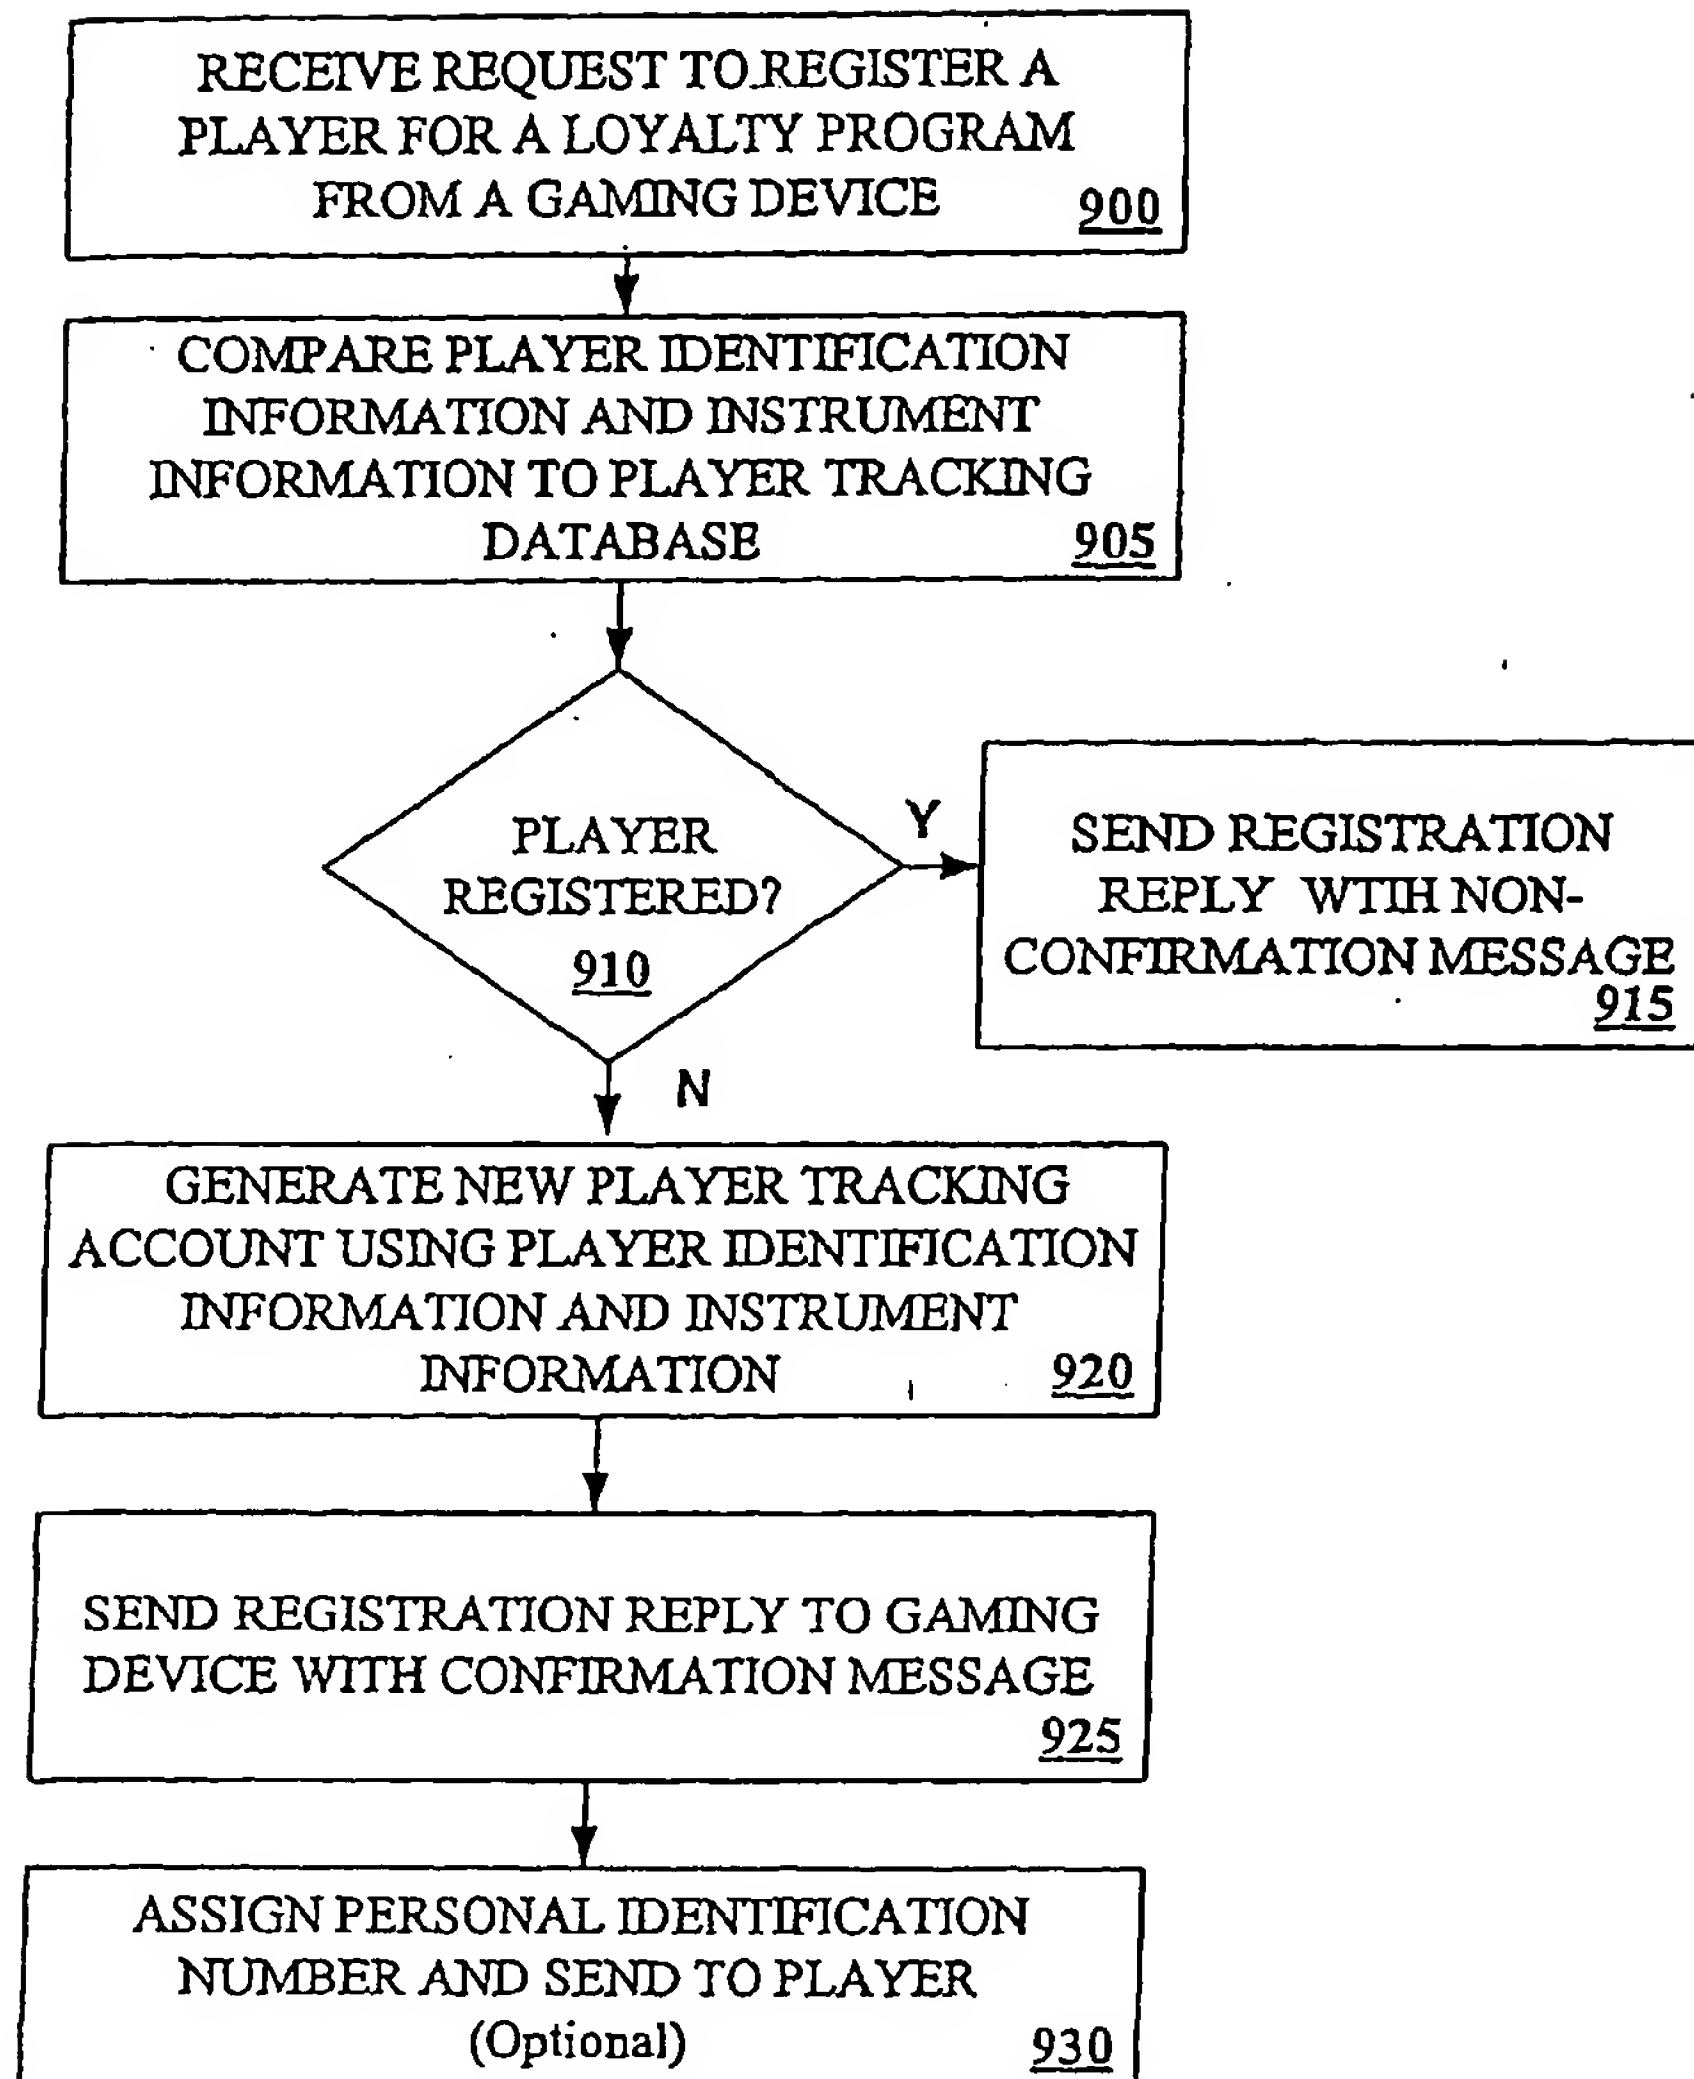 RECEIVE REQUEST TO REGISTER A
PLAYER FOR A LOYALTY PROGRAM
FROM A GAMING DEVICE
900
COMPARE PLAYER IDENTIFICATION
INFORMATION AND INSTRUMENT
INFORMATION TO PLAYER TRACKING
DATABASE
905
PLAYER
REGISTERED?
910
Y
SEND REGISTRATION
REPLY WTIH NON-
CONFIRMATION MESSAGE
915
N
GENERATE NEW PLAYER TRACKING
ACCOUNT USING PLAYER IDENTIFICATION
INFORMATION AND INSTRUMENT
INFORMATION
920
SEND REGISTRATION REPLY TO GAMING
DEVICE WITH CONFIRMATION MESSAGE
925
ASSIGN PERSONAL IDENTIFICATION
NUMBER AND SEND TO PLAYER
(Optional)
930